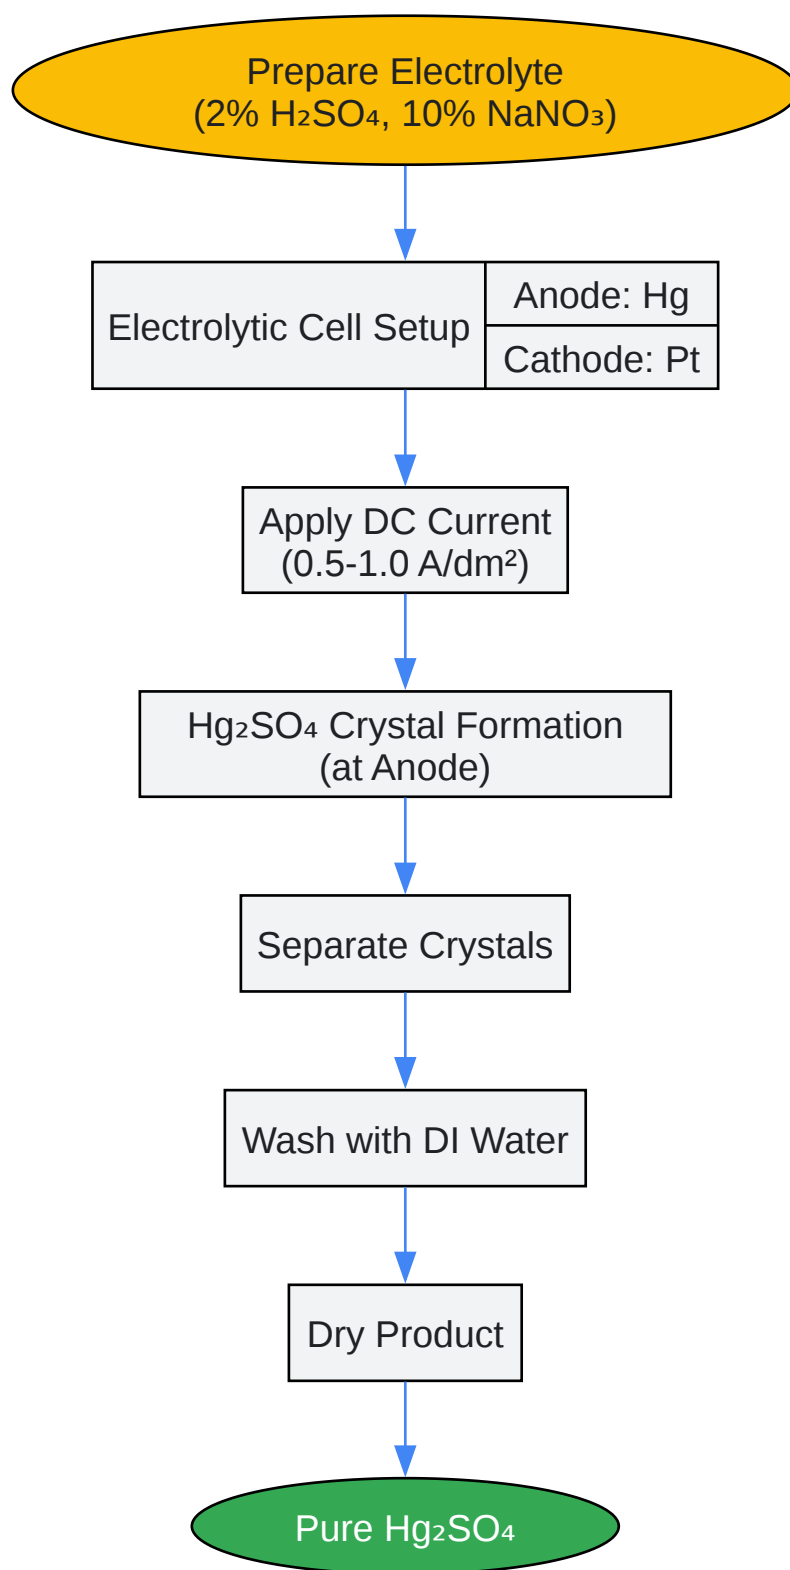 Prepare Electrolyte
(2% H₂SO₄, 10% NaNO₃)
Electrolytic Cell Setup
Anode: Hg
Cathode: Pt
Apply DC Current
(0.5-1.0 A/dm²)
Hg₂SO₄ Crystal Formation
(at Anode)
Separate Crystals
Wash with DI Water
Dry Product
Pure Hg₂SO₄